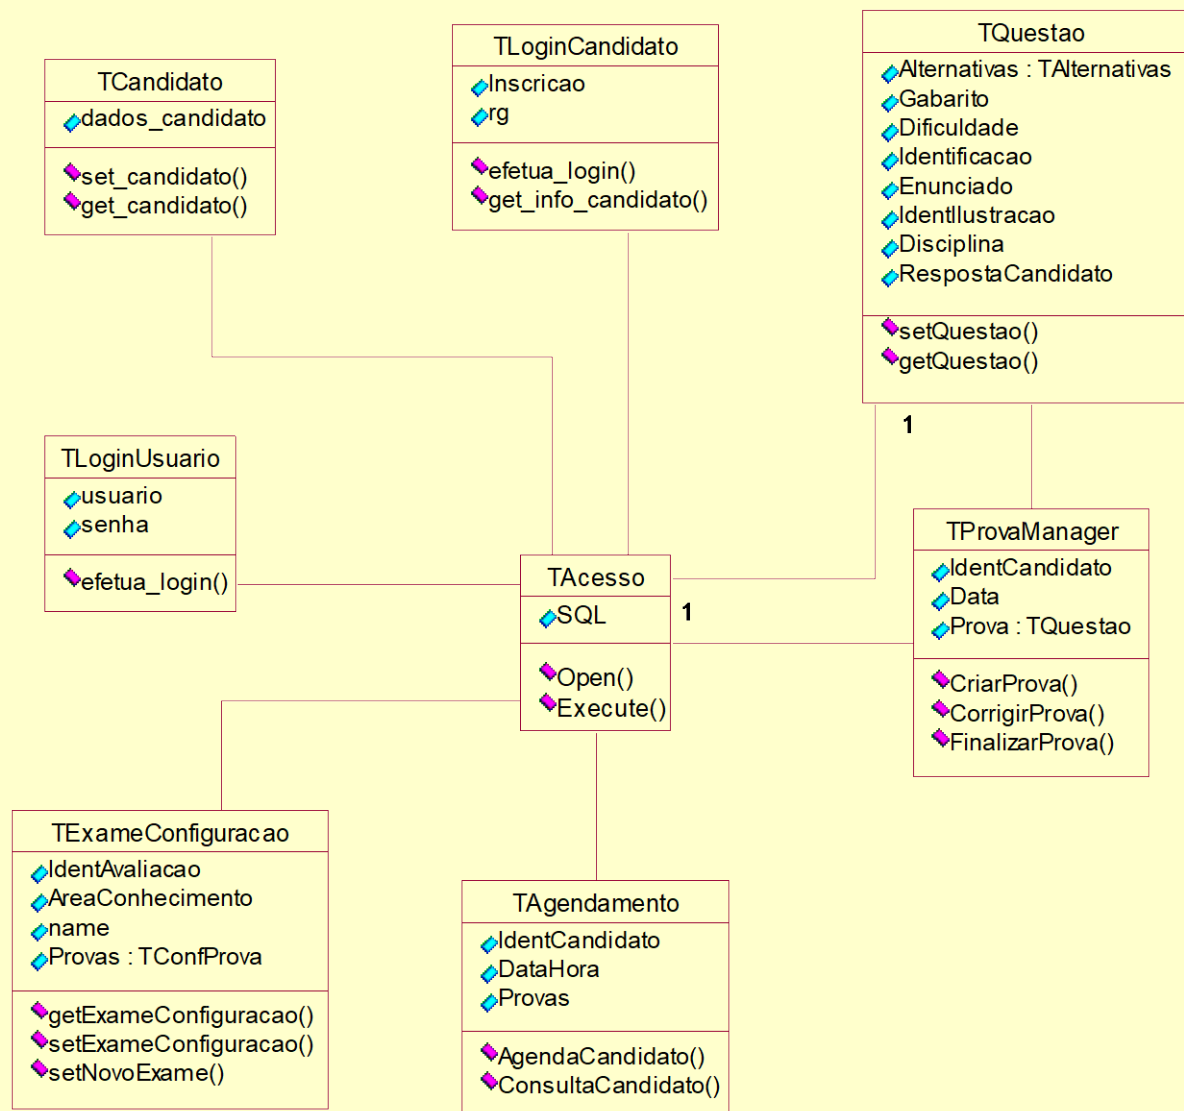 TCandidato
dados_candidato
set_candidato()
get_candidato()
TLoginCandidato
Inscricao
rg
efetua_login()
get_info_candidato()
TQuestao
Alternativas : TAlternativas
Gabarito
Dificuldade
Identificacao
Enunciado
IdentIlustracao
Disciplina
RespostaCandidato
setQuestao()
getQuestao()
1
TLoginUsuario
usuario
senha
efetua_login()
TAcesso
SQL
Open()
Execute()
1
TProvaManager
IdentCandidato
Data
Prova : TQuestao
CriarProva()
CorrigirProva()
FinalizarProva()
TExameConfiguracao
IdentAvaliacao
AreaConhecimento
name
Provas : TConfProva
getExameConfiguracao()
setExameConfiguracao()
setNovoExame()
TAgendamento
IdentCandidato
DataHora
Provas
AgendaCandidato()
ConsultaCandidato()